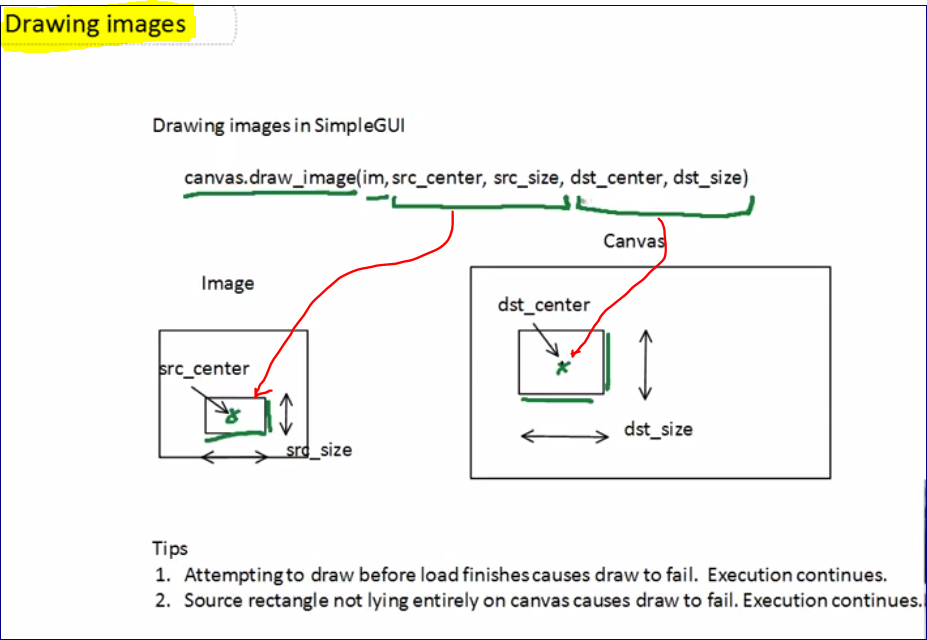 Drawing images
Drawing images in SimpleGUI
canvas.draw_image(im, src_center, src_size, dst_center, dst_size)
Canvas
Image
dst_center
src_center
dst_size
src_size
Tips
1. Attempting to draw before load finishes causes draw to fail. Execution continues.
2. Source rectangle not lying entirely on canvas causes draw to fail. Execution continues.